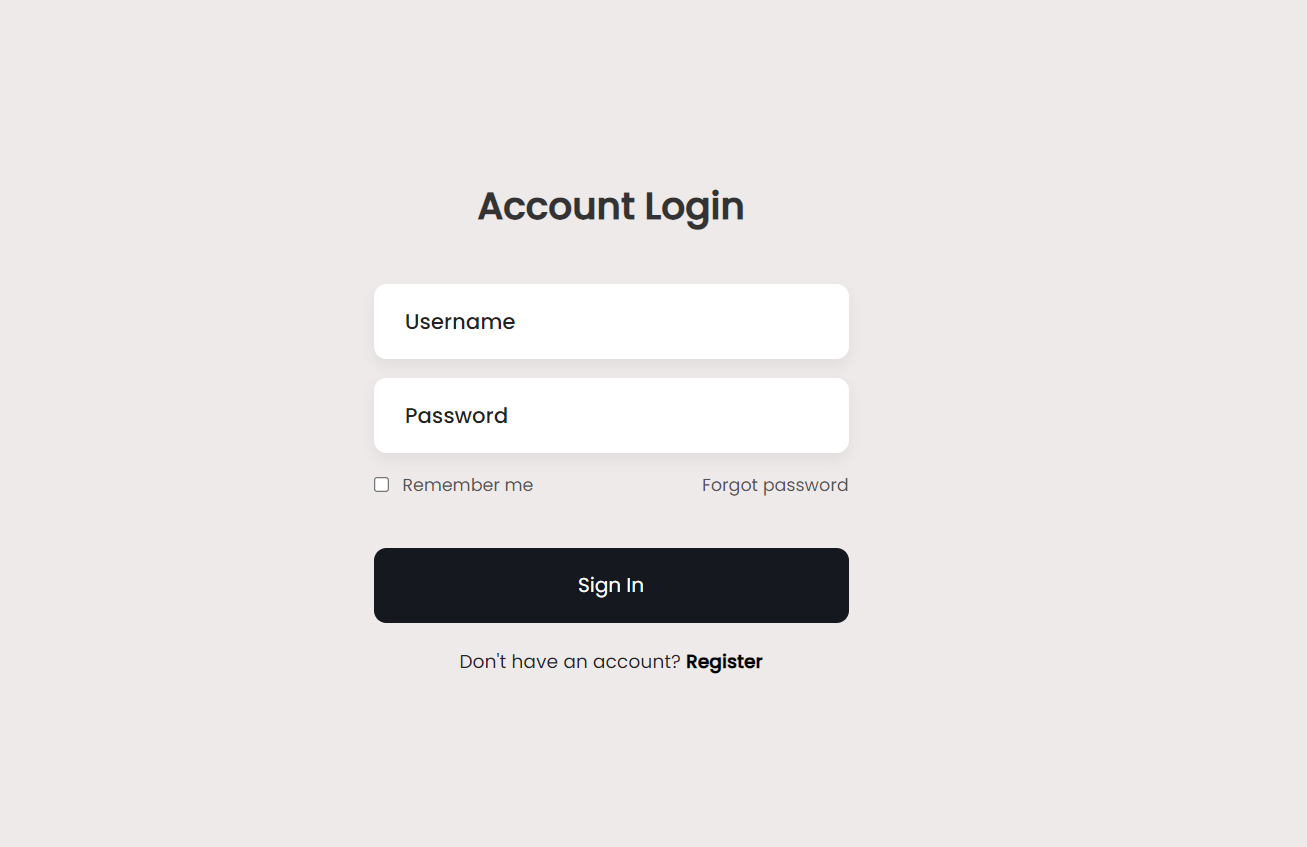 Account Login
Username
Password
Remember me Forgot password
Sign In
Don't have an account? Register